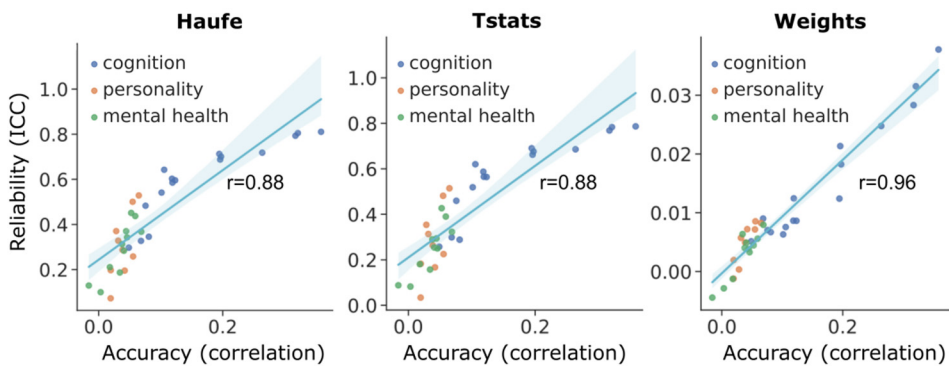 Haufe
Tstats
Weights
Reliability (ICC)
1.0
0.8
0.6
0.4
0.2
cognition
personality
mental health
r=0.88
0.0
0.2
Accuracy (correlation)
1.0
0.8
0.6
0.4
0.2
0.0
cognition
personality
mental health
r=0.88
0.0
0.2
Accuracy (correlation)
0.03
0.02
0.01
0.00
cognition
personality
mental health
r=0.96
0.0
0.2
Accuracy (correlation)